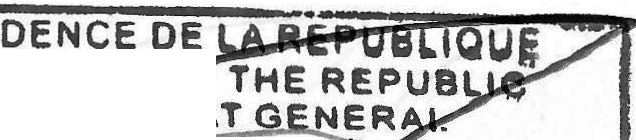 DENCE DE LA REPUBLIQUE
THE REPUBLIC
T GENERAL